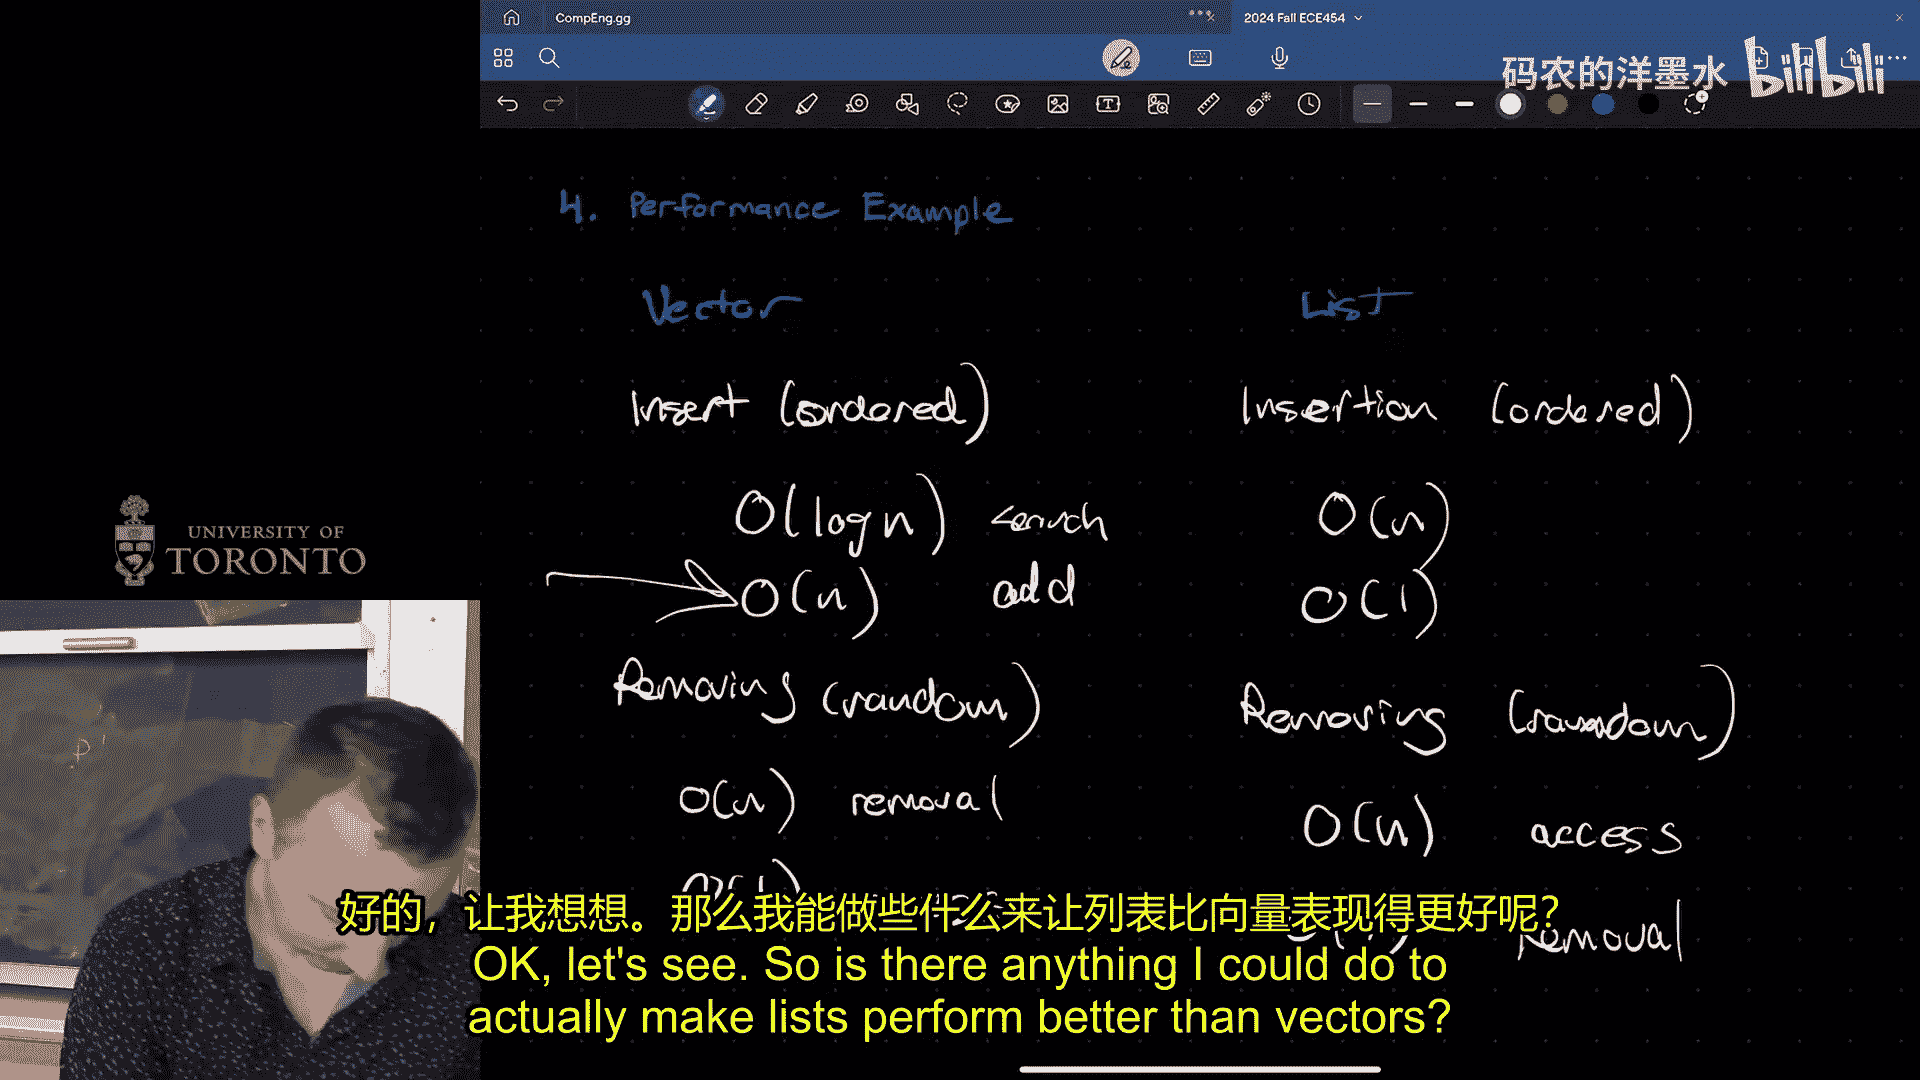 CompEng.gg
2024 Fall ECE454
码农的洋墨水 bilibili
4. Performance Example
Vector
List
Insert (ordered)
Insertion (ordered)
O(log n) search
O(n)
O(n) add
O(1)
Removing (random)
Removing (random)
O(n) removal
O(n) access
removal
UNIVERSITY OF
TORONTO
好的，让我想想。那么我能做些什么来让列表比向量表现得更好呢？
OK, let's see. So is there anything I could do to
actually make lists perform better than vectors?